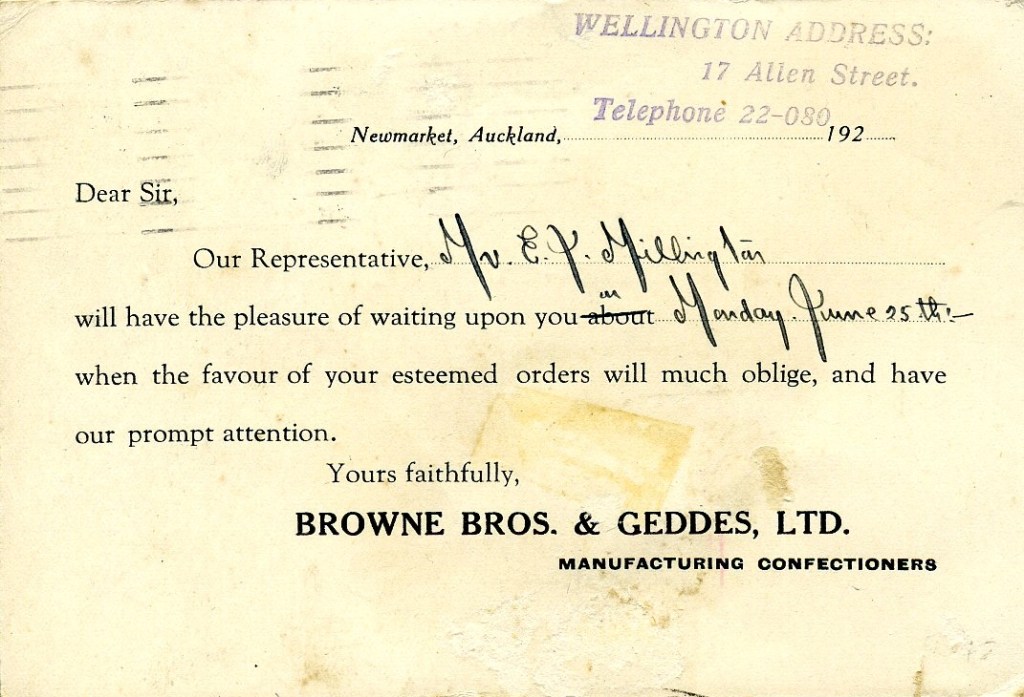 WELLINGTON ADDRESS:
17 Allen Street.
Telephone 22-080
Newmarket, Auckland, 192
Dear Sir,
Our Representative, Mr. E. J. Millington
will have the pleasure of waiting upon you about on Monday. June 25th:-
when the favour of your esteemed orders will much oblige, and have
our prompt attention.
Yours faithfully,
BROWNE BROS. & GEDDES, LTD.
MANUFACTURING CONFECTIONERS